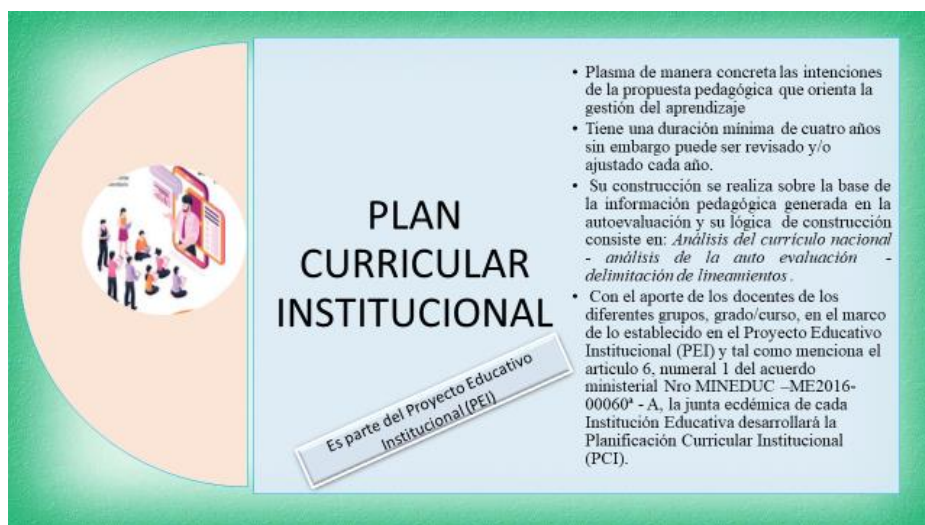 PLAN
CURRICULAR
INSTITUCIONAL
Es parte del Proyecto Educativo
Institucional (PEI)
• Plasma de manera concreta las intenciones
de la propuesta pedagógica que orienta la
gestión del aprendizaje
• Tiene una duración mínima de cuatro años
sin embargo puede ser revisado y/o
ajustado cada año.
• Su construcción se realiza sobre la base de
la información pedagógica generada en la
autoevaluación y su lógica de construcción
consiste en: Análisis del currículo nacional
- análisis de la auto evaluación -
delimitación de lineamientos .
• Con el aporte de los docentes de los
diferentes grupos, grado/curso, en el marco
de lo establecido en el Proyecto Educativo
Institucional (PEI) y tal como menciona el
articulo 6, numeral 1 del acuerdo
ministerial Nro MINEDUC –ME2016-
00060ª - A, la junta ecdémica de cada
Institución Educativa desarrollará la
Planificación Curricular Institucional
(PCI).